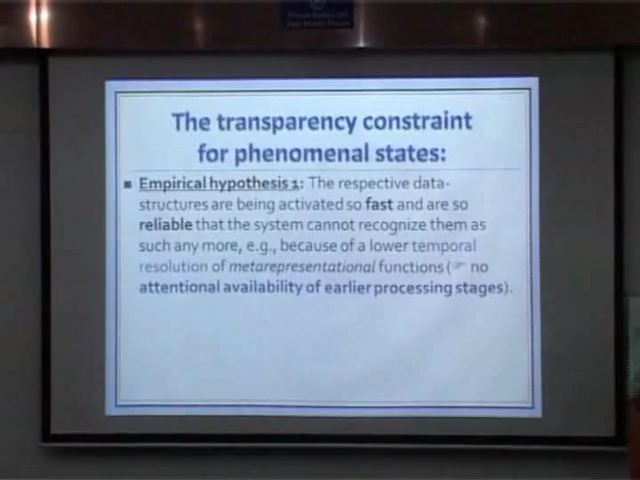 The transparency constraint
for phenomenal states:
▪ Empirical hypothesis 1: The respective data-
structures are being activated so fast and are so
reliable that the system cannot recognize them as
such any more, e.g., because of a lower temporal
resolution of metarepresentational functions (☞ no
attentional availability of earlier processing stages).